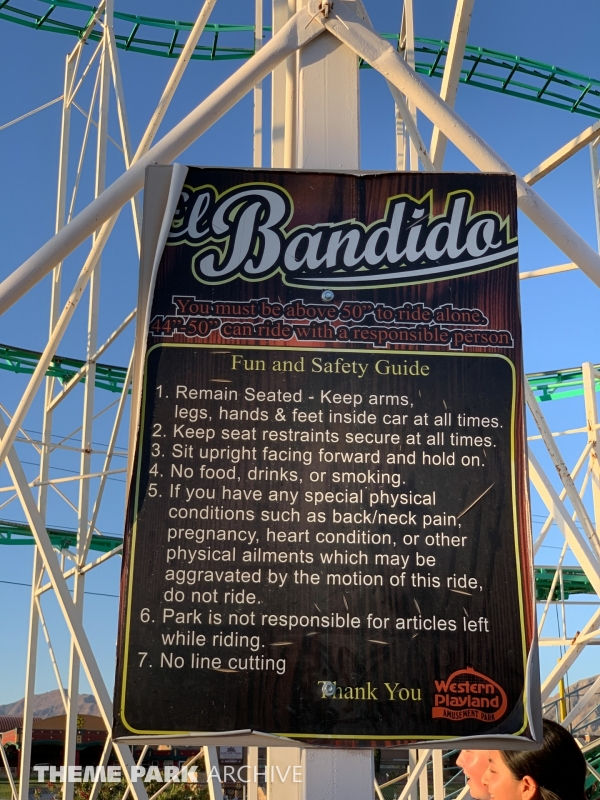 El Bandido
You must be above 50" to ride alone.
44"-50" can ride with a responsible person
Fun and Safety Guide
1. Remain Seated - Keep arms,
legs, hands & feet inside car at all times.
2. Keep seat restraints secure at all times.
3. Sit upright facing forward and hold on.
4. No food, drinks, or smoking.
5. If you have any special physical
conditions such as back/neck pain,
pregnancy, heart condition, or other
physical ailments which may be
aggravated by the motion of this ride,
do not ride.
6. Park is not responsible for articles left
while riding.
7. No line cutting
Thank You
Western
Playland
AMUSEMENT PARK
THEME PARK ARCHIVE